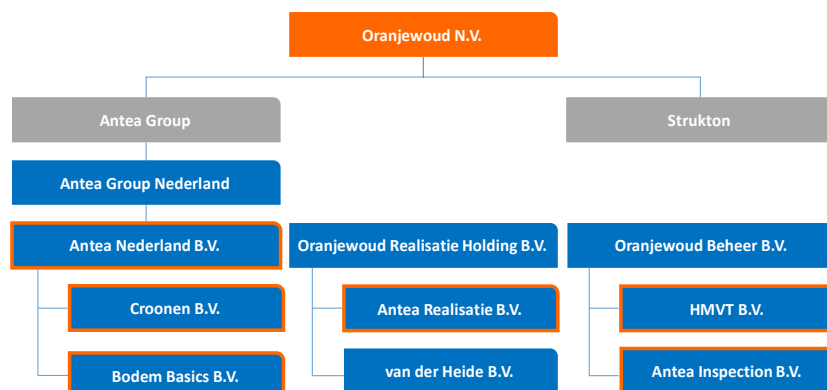 Oranjewoud N.V.
Antea Group
Strukton
Antea Group Nederland
Antea Nederland B.V.
Oranjewoud Realisatie Holding B.V.
Oranjewoud Beheer B.V.
Croonen B.V.
Antea Realisatie B.V.
HMVT B.V.
Bodem Basics B.V.
van der Heide B.V.
Antea Inspection B.V.